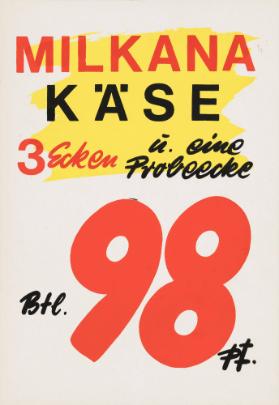 MILKANA
KÄSE
3 Ecken u. eine
Probeecke
Btl. 98 Pf.